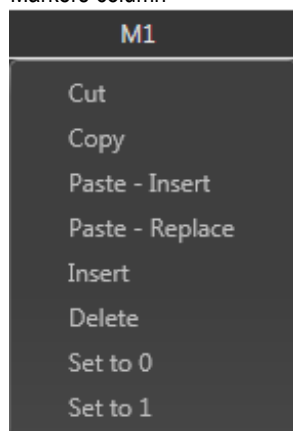 Markers column
M1
Cut
Copy
Paste - Insert
Paste - Replace
Insert
Delete
Set to 0
Set to 1